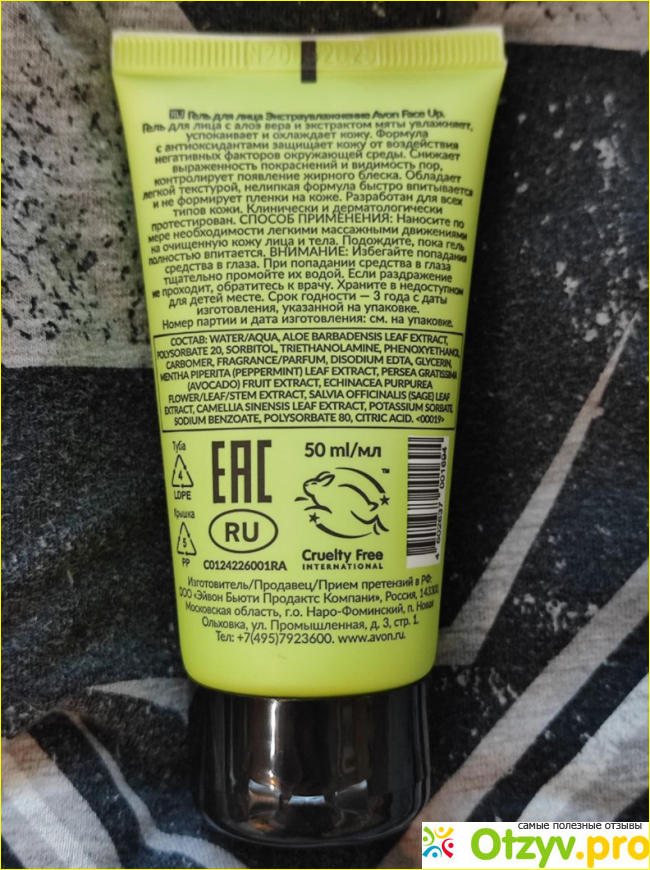 RU Гель для лица Экстраувлажнение Avon Face Up.
Гель для лица с алоэ вера и экстрактом мяты увлажняет,
успокаивает и охлаждает кожу. Формула
с антиоксидантами защищает кожу от воздействия
негативных факторов окружающей среды. Снижает
выраженность покраснений и видимость пор,
контролирует появление жирного блеска. Обладает
легкой текстурой, нелипкая формула быстро впитывается
и не формирует пленки на коже. Разработан для всех
типов кожи. Клинически и дерматологически
протестирован. СПОСОБ ПРИМЕНЕНИЯ: Наносите по
мере необходимости легкими массажными движениями
на очищенную кожу лица и тела. Подождите, пока гель
полностью впитается. ВНИМАНИЕ: Избегайте попадания
средства в глаза. При попадании средства в глаза
тщательно промойте их водой. Если раздражение
не проходит, обратитесь к врачу. Храните в недоступном
для детей месте. Срок годности — 3 года с даты
изготовления, указанной на упаковке.
Номер партии и дата изготовления: см. на упаковке.
СОСТАВ: WATER/AQUA, ALOE BARBADENSIS LEAF EXTRACT,
POLYSORBATE 20, SORBITOL, TRIETHANOLAMINE, PHENOXYETHANOL,
CARBOMER, FRAGRANCE/PARFUM, DISODIUM EDTA, GLYCERIN,
MENTHA PIPERITA (PEPPERMINT) LEAF EXTRACT, PERSEA GRATISSIMA
(AVOCADO) FRUIT EXTRACT, ECHINACEA PURPUREA
FLOWER/LEAF/STEM EXTRACT, SALVIA OFFICINALIS (SAGE) LEAF
EXTRACT, CAMELLIA SINENSIS LEAF EXTRACT, POTASSIUM SORBATE,
SODIUM BENZOATE, POLYSORBATE 80, CITRIC ACID. <00019>
Туба
4
LDPE
Крышка
5
PP
EAC
RU
C0124226001RA
50 ml/мл
TM
Cruelty Free
INTERNATIONAL
4 602637 001694
Изготовитель/Продавец/Прием претензий в РФ:
ООО «Эйвон Бьюти Продактс Компани», Россия, 143300,
Московская область, г.о. Наро-Фоминский, п. Новая
Ольховка, ул. Промышленная, д. 3, стр. 1.
Тел: +7(495)7923600. www.avon.ru.
самые полезные отзывы
Otzyv.pro